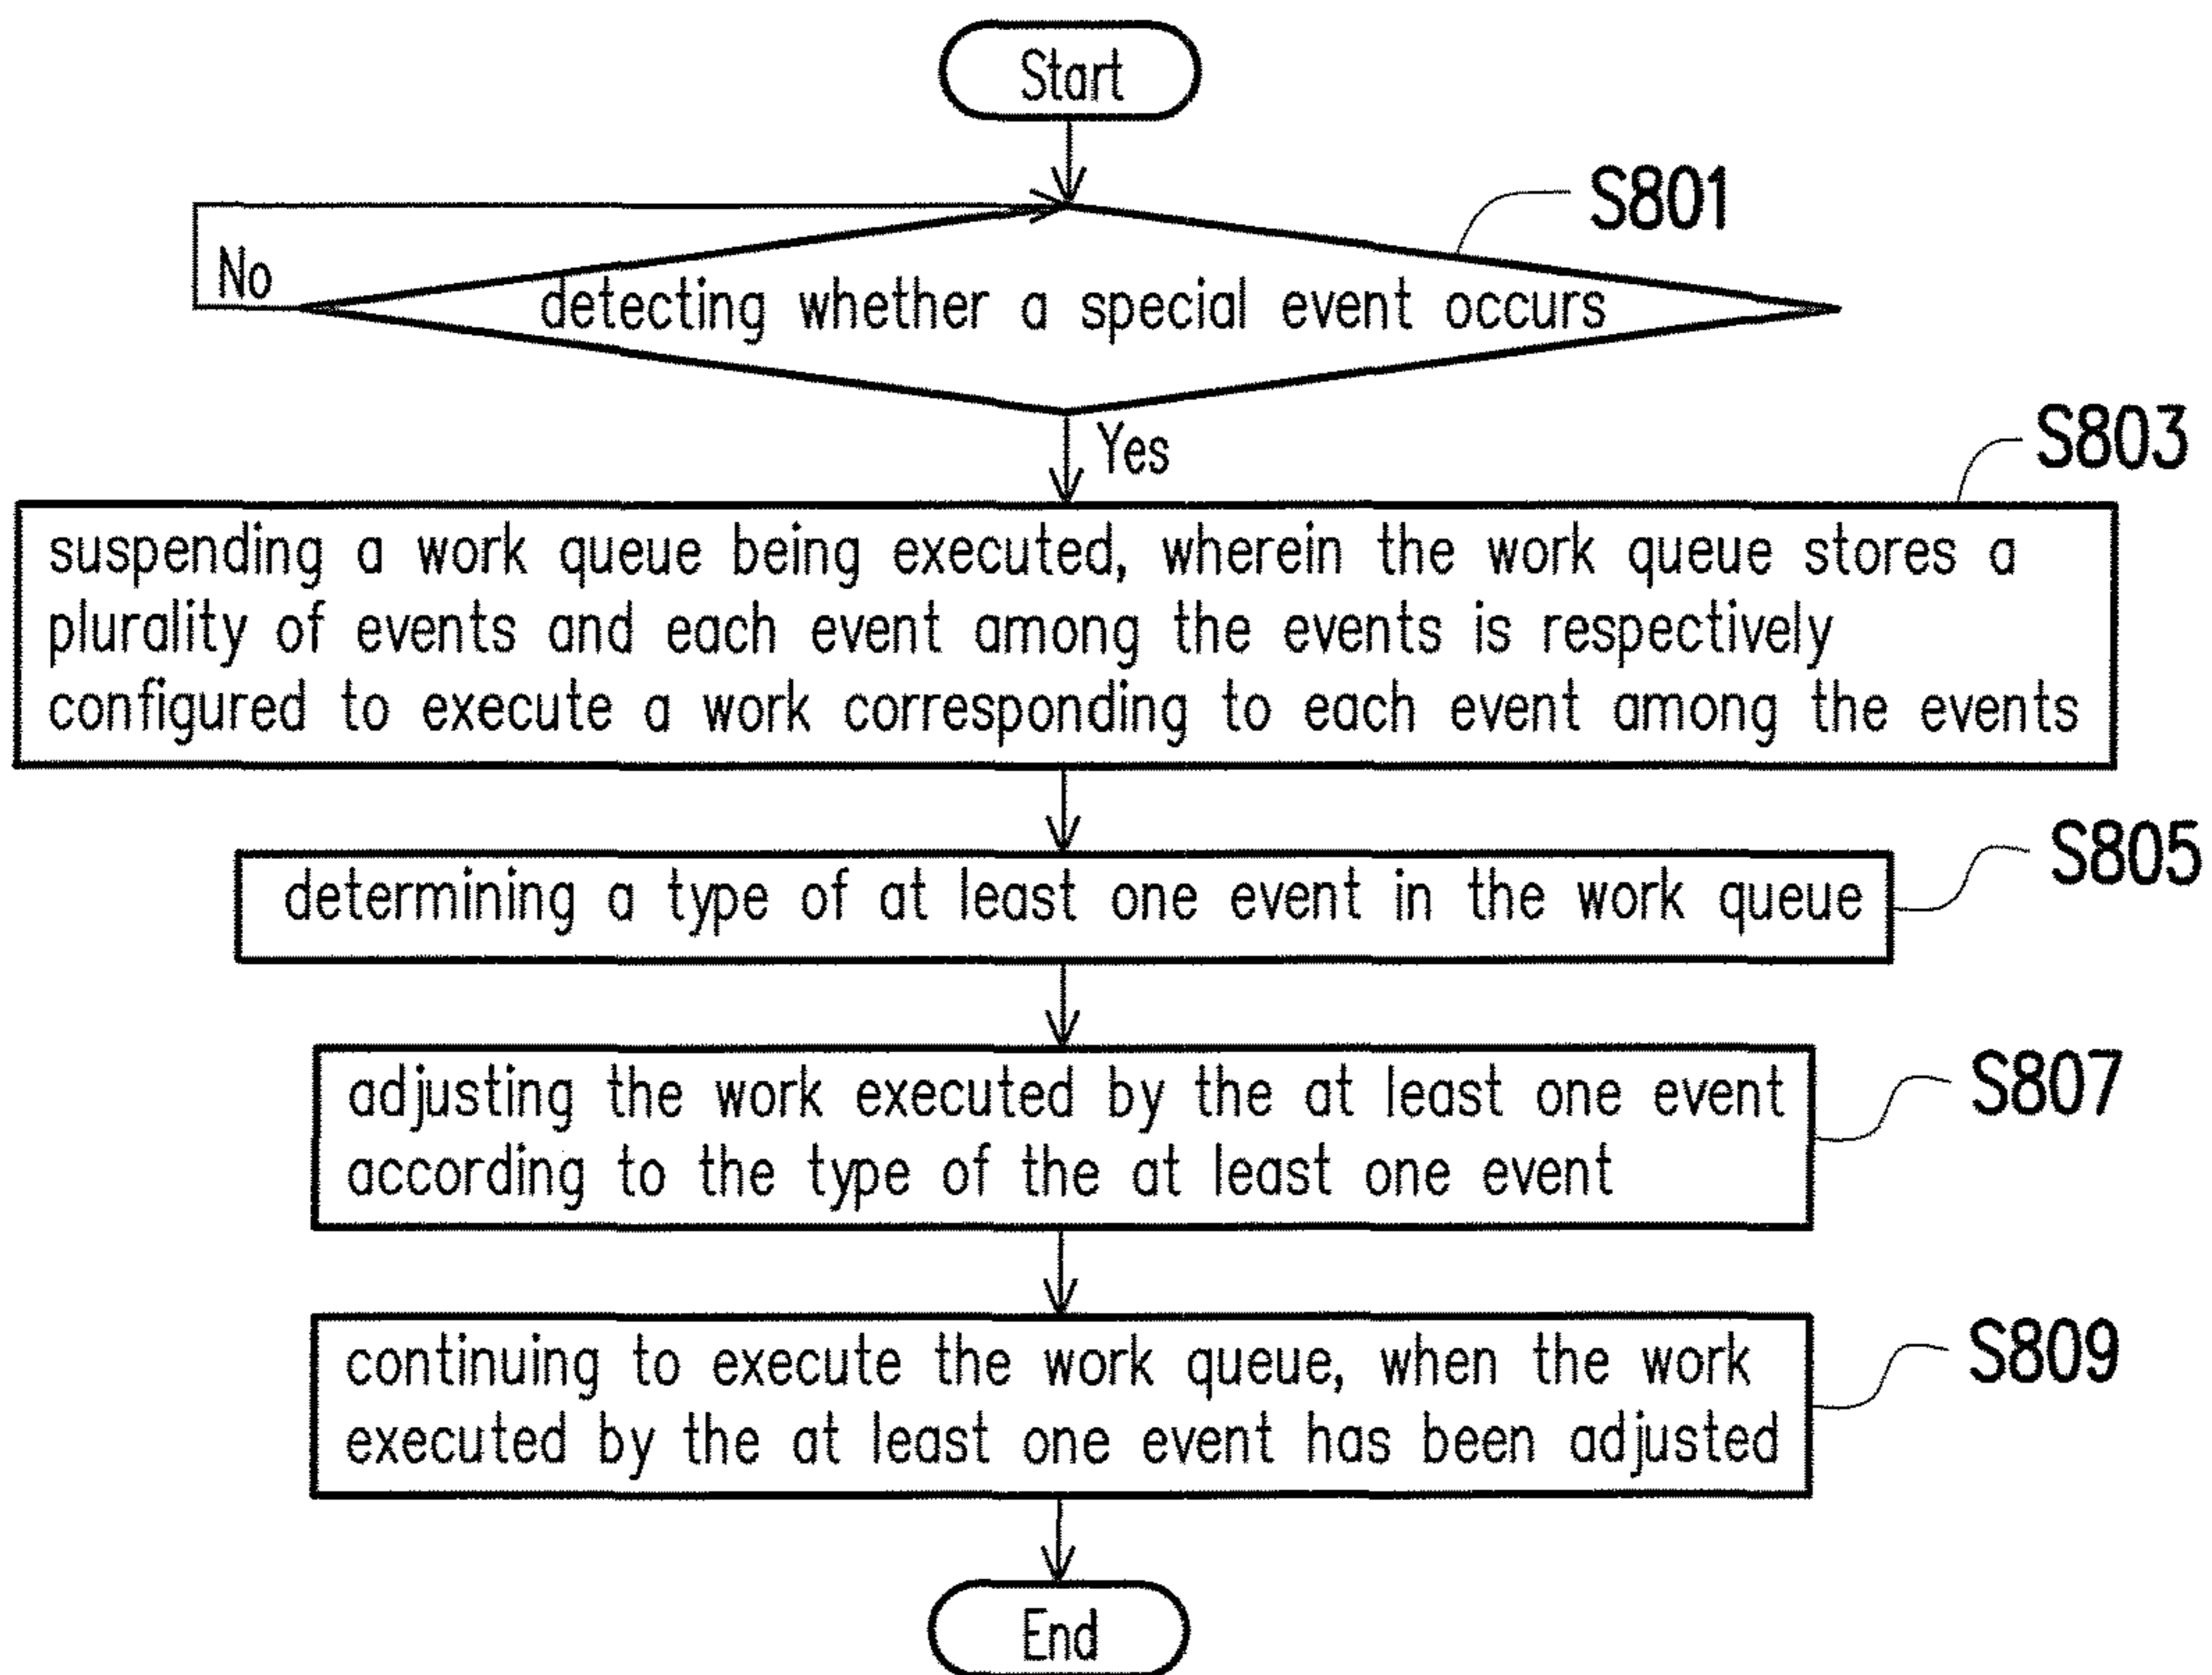 Start
S801
No
detecting whether a special event occurs
Yes
S803
suspending a work queue being executed, wherein the work queue stores a
plurality of events and each event among the events is respectively
configured to execute a work corresponding to each event among the events
S805
determining a type of at least one event in the work queue
S807
adjusting the work executed by the at least one event
according to the type of the at least one event
S809
continuing to execute the work queue, when the work
executed by the at least one event has been adjusted
End